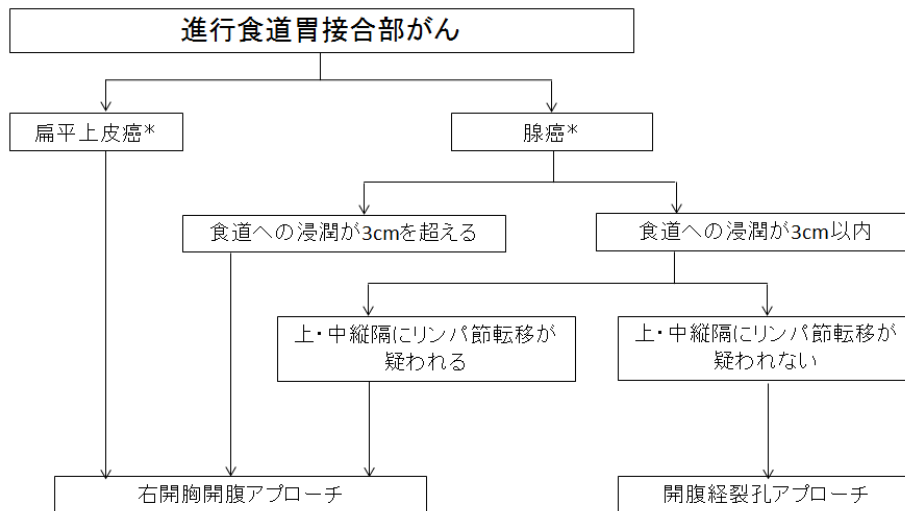 進行食道胃接合部がん
扁平上皮癌*
腺癌*
食道への浸潤が3cmを超える
食道への浸潤が3cm以内
上・中縦隔にリンパ節転移が
疑われる
上・中縦隔にリンパ節転移が
疑われない
右開胸開腹アプローチ
開腹経裂孔アプローチ